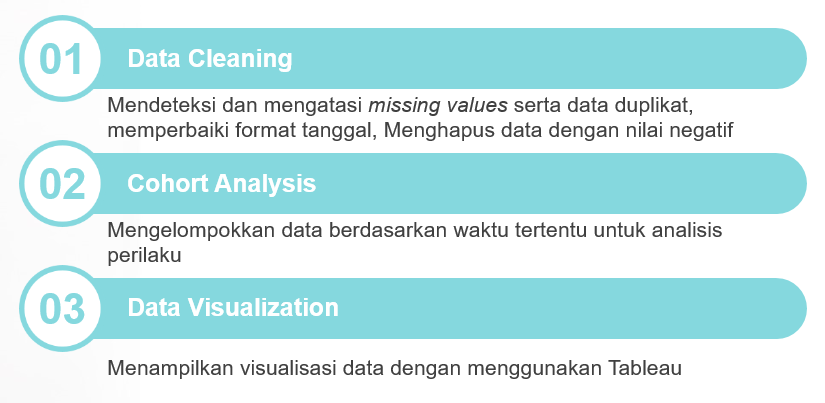 01
Data Cleaning
Mendeteksi dan mengatasi missing values serta data duplikat,
memperbaiki format tanggal, Menghapus data dengan nilai negatif
02
Cohort Analysis
Mengelompokkan data berdasarkan waktu tertentu untuk analisis
perilaku
03
Data Visualization
Menampilkan visualisasi data dengan menggunakan Tableau